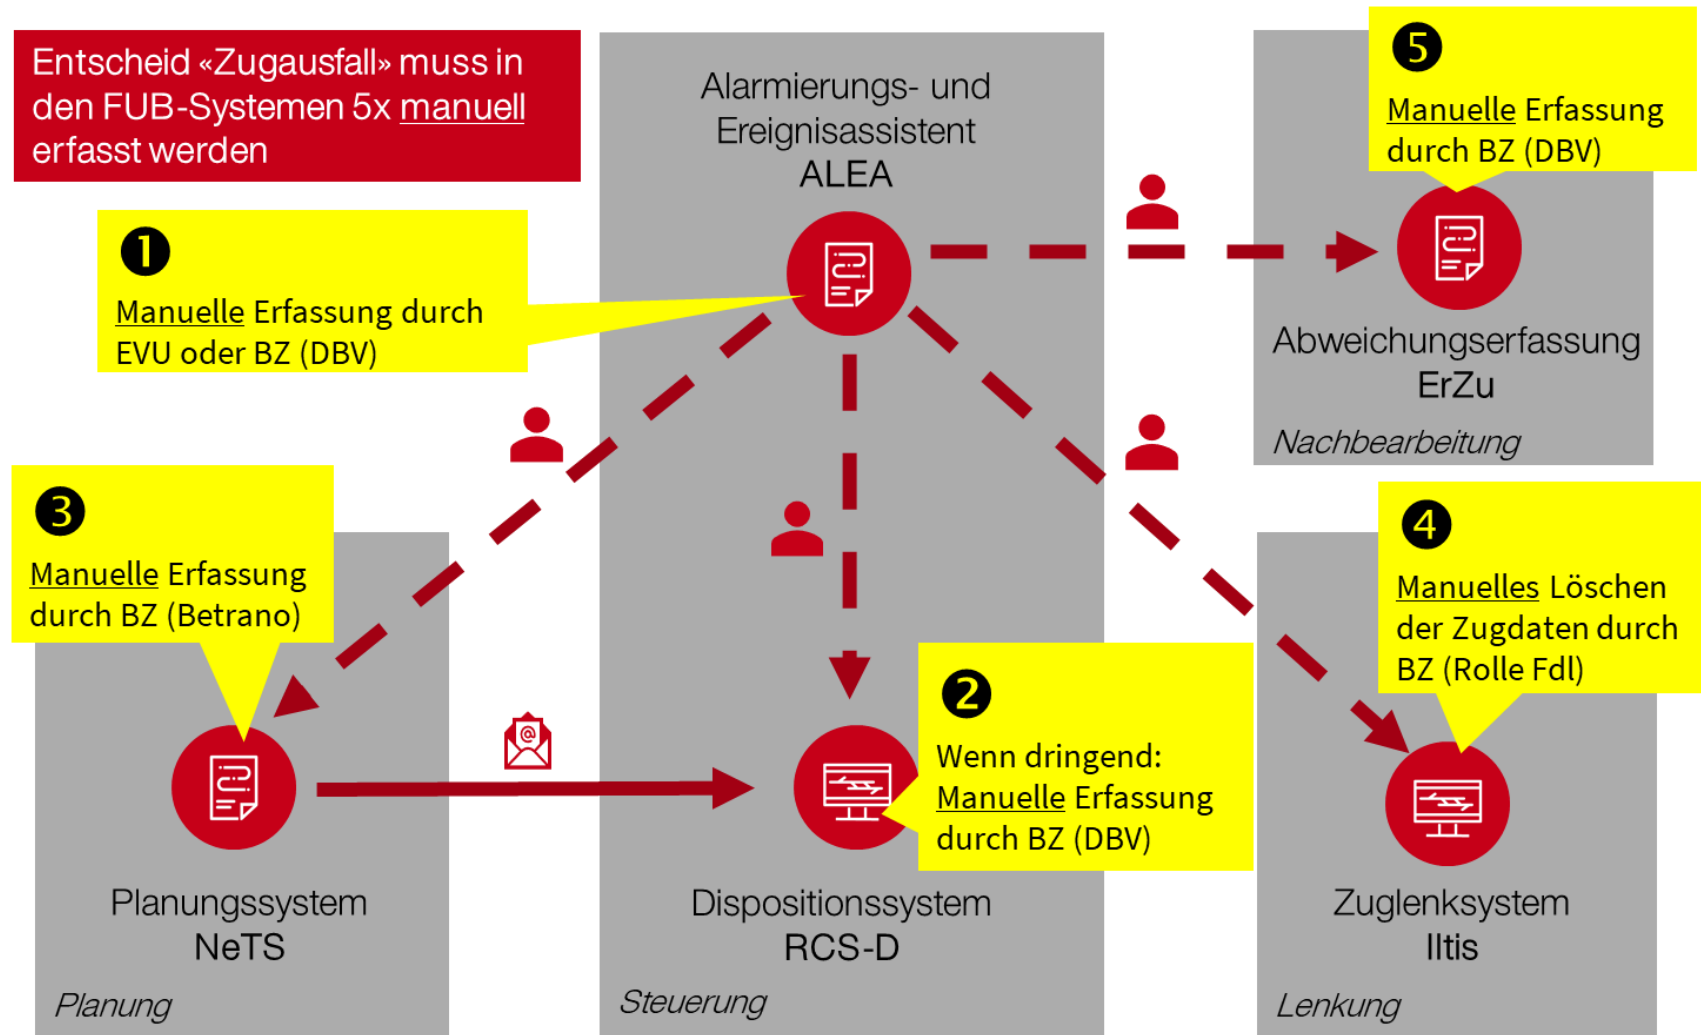 Entscheid «Zugausfall» muss in
den FUB-Systemen 5x manuell
erfasst werden
Alarmierungs- und
Ereignisassistent
ALEA
5
Manuelle Erfassung
durch BZ (DBV)
1
Manuelle Erfassung durch
EVU oder BZ (DBV)
Abweichungserfassung
ErZu
Nachbearbeitung
3
Manuelle Erfassung
durch BZ (Betrano)
4
Manuelles Löschen
der Zugdaten durch
BZ (Rolle Fdl)
2
Wenn dringend:
Manuelle Erfassung
durch BZ (DBV)
@
Planungssystem
NeTS
Planung
Dispositionssystem
RCS-D
Steuerung
Zuglenksystem
Iltis
Lenkung